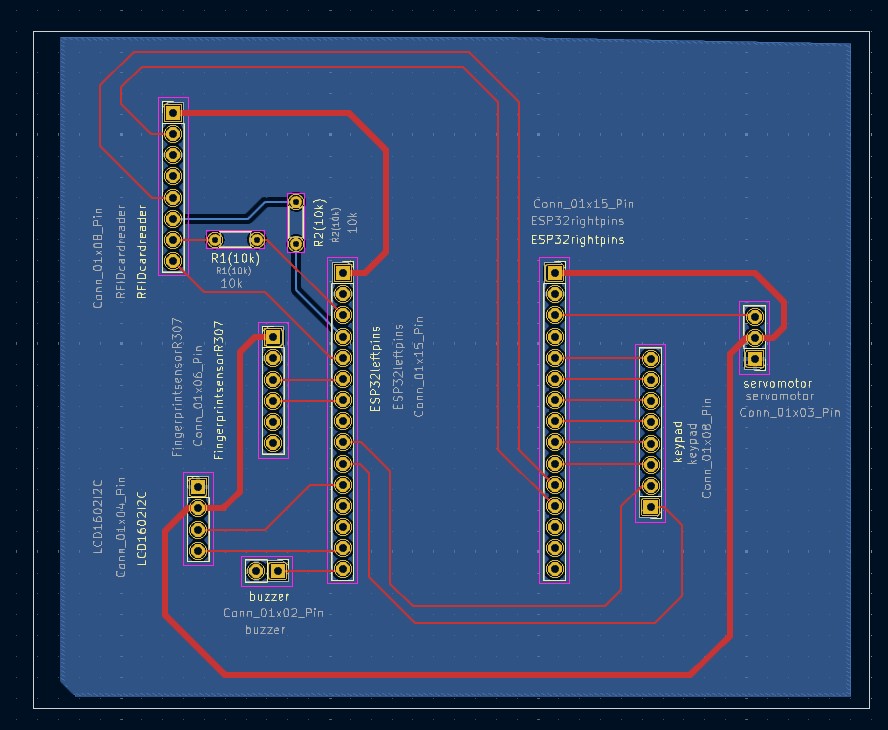 Conn_01x08_Pin
RFIDcardreader
RFIDcardreader
R1(10k)
R1(10k)
10k
R2(10k)
R2(10k)
10k
Conn_01x15_Pin
ESP32rightpins
ESP32rightpins
FingerprintsensorR307
Conn_01x06_Pin
FingerprintsensorR307
ESP32leftpins
ESP32leftpins
Conn_01x15_Pin
servomotor
servomotor
Conn_01x03_Pin
keypad
keypad
Conn_01x08_Pin
LCD1602I2C
Conn_01x04_Pin
LCD1602I2C
buzzer
Conn_01x02_Pin
buzzer